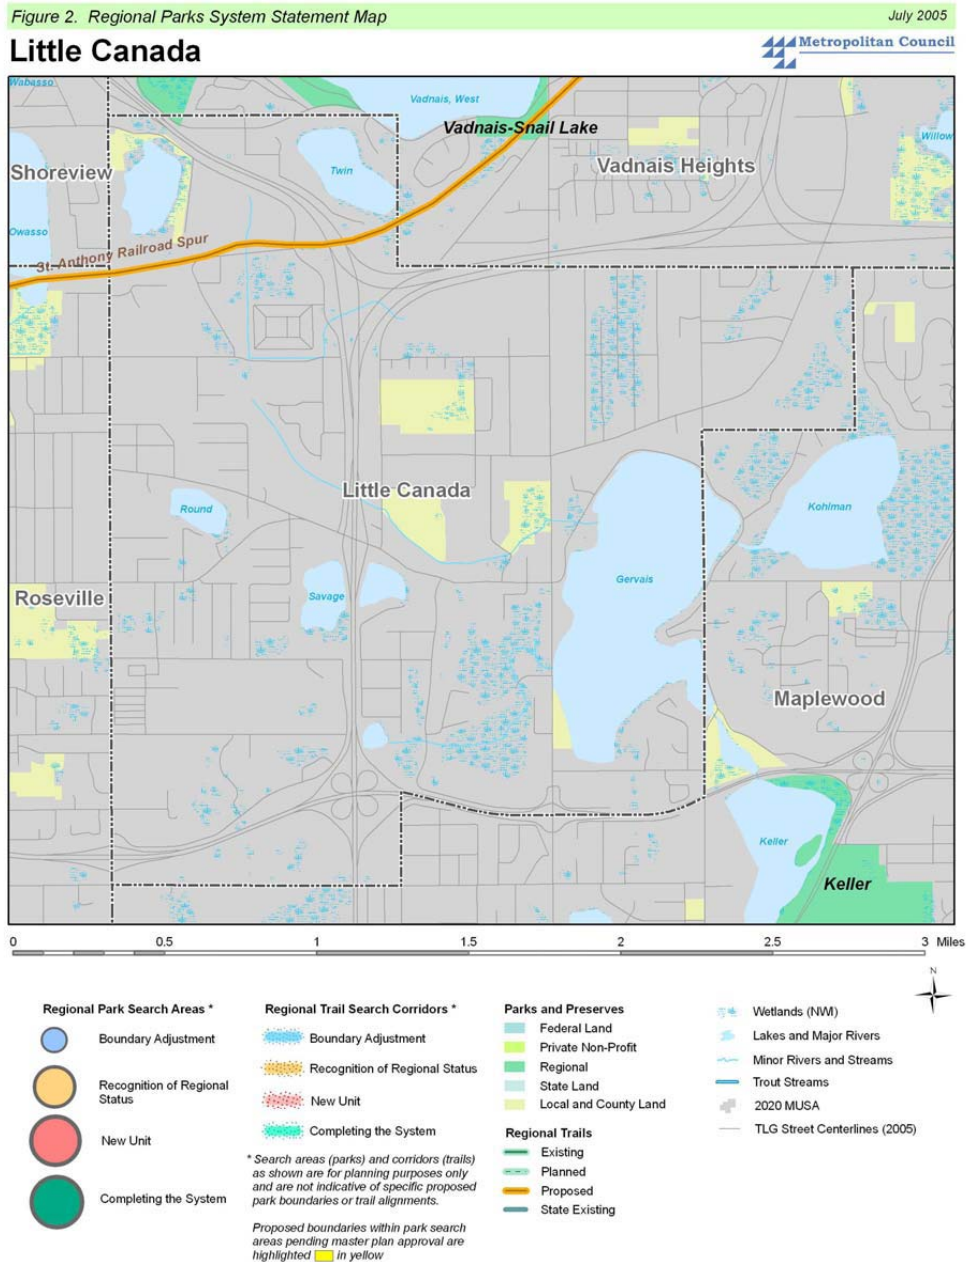 Figure 2. Regional Parks System Statement Map
July 2005
Little Canada
Metropolitan Council
Wabasso
Vadnais, West
Vadnais-Snail Lake
Willow
Shoreview
Twin
Vadnais Heights
Owasso
St. Anthony Railroad Spur
Little Canada
Round
Kohlman
Gervais
Roseville
Savage
Maplewood
Keller
Keller
0 0.5 1 1.5 2 2.5 3 Miles
N
Regional Park Search Areas *
Boundary Adjustment
Recognition of Regional
Status
New Unit
Completing the System
Regional Trail Search Corridors *
Boundary Adjustment
Recognition of Regional Status
New Unit
Completing the System
* Search areas (parks) and corridors (trails)
as shown are for planning purposes only
and are not indicative of specific proposed
park boundaries or trail alignments.
Proposed boundaries within park search
areas pending master plan approval are
highlighted in yellow
Parks and Preserves
Federal Land
Private Non-Profit
Regional
State Land
Local and County Land
Regional Trails
Existing
Planned
Proposed
State Existing
Wetlands (NWI)
Lakes and Major Rivers
Minor Rivers and Streams
Trout Streams
2020 MUSA
TLG Street Centerlines (2005)